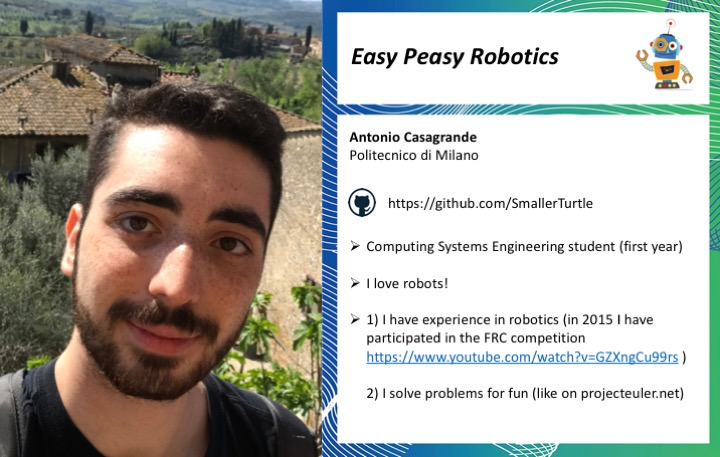 Easy Peasy Robotics
Antonio Casagrande
Politecnico di Milano
https://github.com/SmallerTurtle
➢ Computing Systems Engineering student (first year)
➢ I love robots!
➢ 1) I have experience in robotics (in 2015 I have
participated in the FRC competition
https://www.youtube.com/watch?v=GZXngCu99rs )
2) I solve problems for fun (like on projecteuler.net)